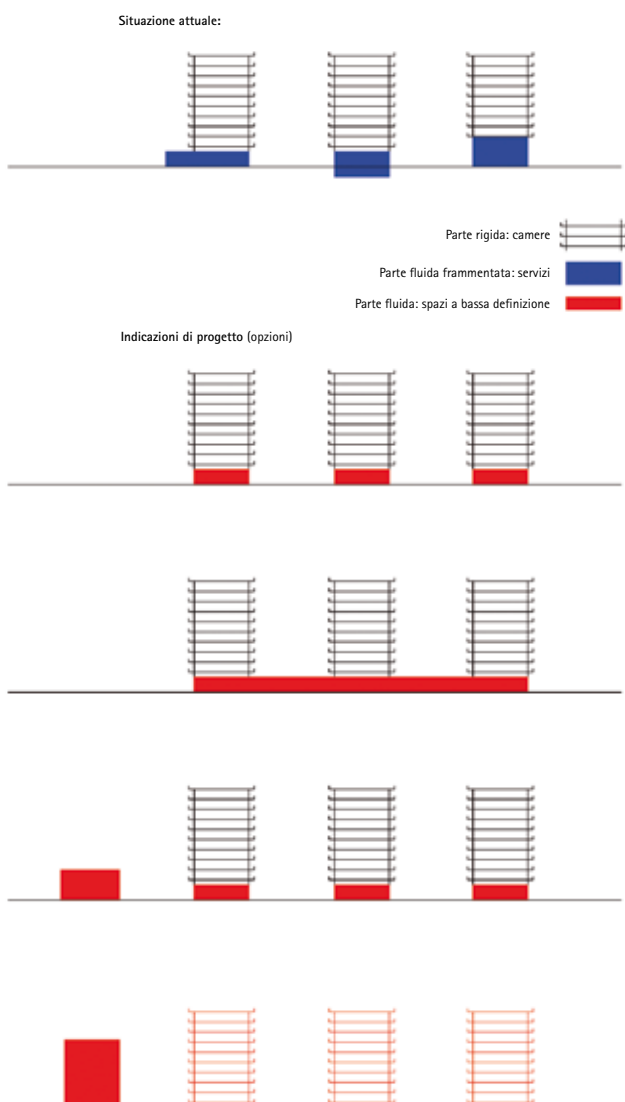 Situazione attuale:
Parte rigida: camere
Parte fluida frammentata: servizi
Parte fluida: spazi a bassa definizione
Indicazioni di progetto (opzioni)